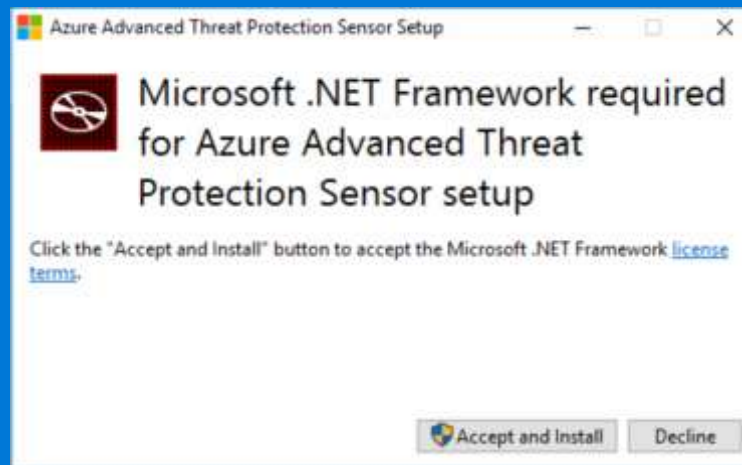 Azure Advanced Threat Protection Sensor Setup
Microsoft .NET Framework required
for Azure Advanced Threat
Protection Sensor setup
Click the "Accept and Install" button to accept the Microsoft .NET Framework license
terms.
Accept and Install
Decline